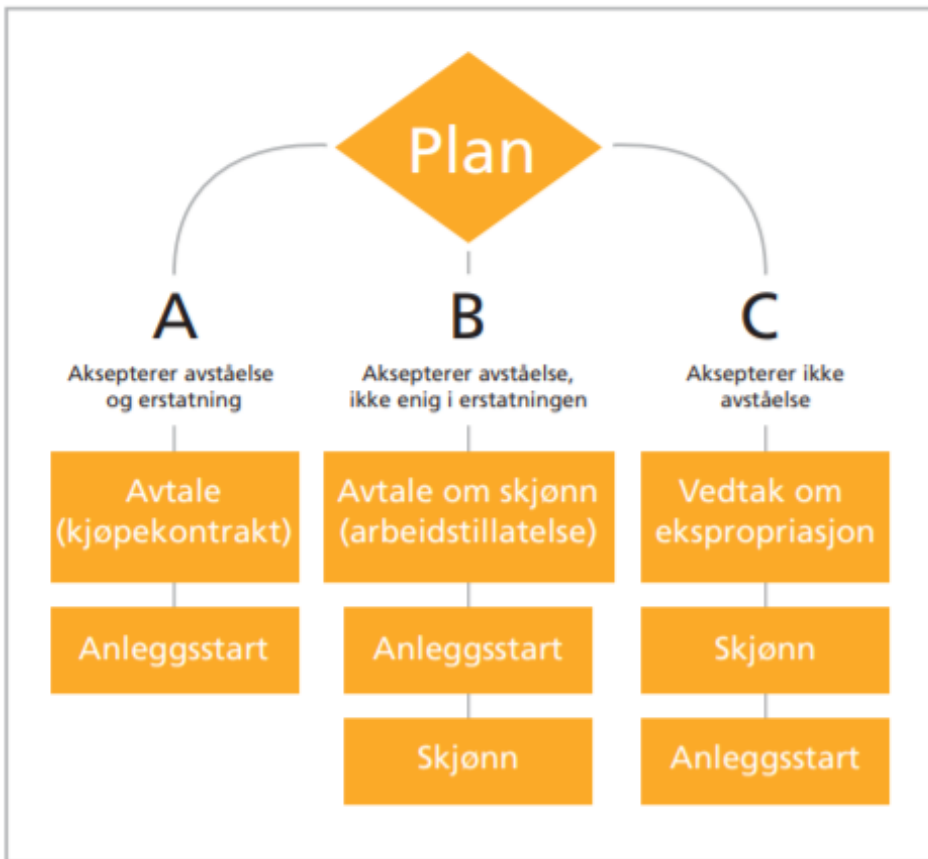 Plan
A
Aksepterer avståelse
og erstatning
Avtale
(kjøpekontrakt)
Anleggsstart
B
Aksepterer avståelse,
ikke enig i erstatningen
Avtale om skjønn
(arbeidstillatelse)
Anleggsstart
Skjønn
C
Aksepterer ikke
avståelse
Vedtak om
ekspropriasjon
Skjønn
Anleggsstart